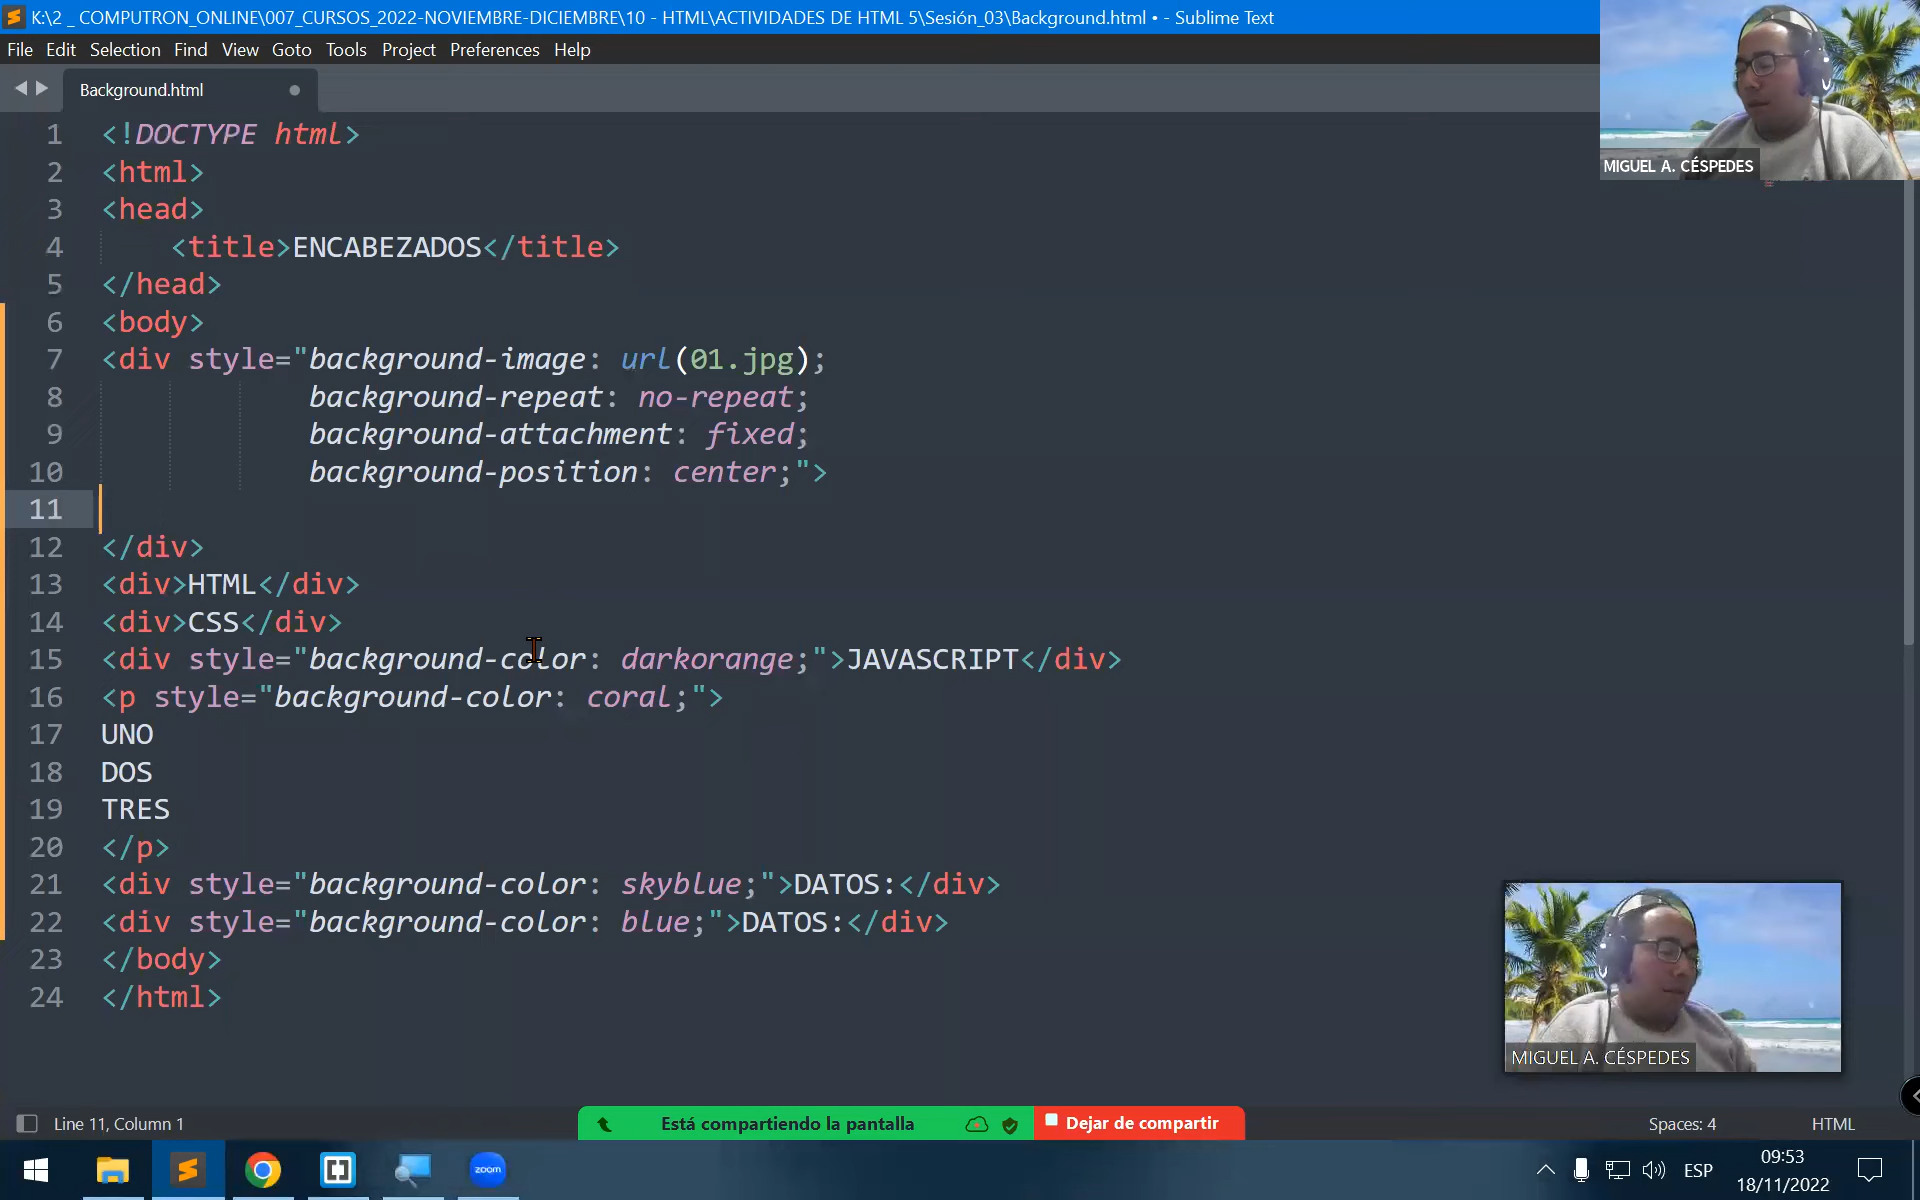 K:\2 _ COMPUTRON_ONLINE\007_CURSOS_2022-NOVIEMBRE-DICIEMBRE\10 - HTML\ACTIVIDADES DE HTML 5\Sesión_03\Background.html • - Sublime Text
File Edit Selection Find View Goto Tools Project Preferences Help
Background.html
MIGUEL A. CÉSPEDES
1 <!DOCTYPE html>
2 <html>
3 <head>
4 <title>ENCABEZADOS</title>
5 </head>
6 <body>
7 <div style="background-image: url(01.jpg);
8 background-repeat: no-repeat;
9 background-attachment: fixed;
10 background-position: center;">
11
12 </div>
13 <div>HTML</div>
14 <div>CSS</div>
15 <div style="background-color: darkorange;">JAVASCRIPT</div>
16 <p style="background-color: coral;">
17 UNO
18 DOS
19 TRES
20 </p>
21 <div style="background-color: skyblue;">DATOS:</div>
22 <div style="background-color: blue;">DATOS:</div>
23 </body>
24 </html>
MIGUEL A. CÉSPEDES
Line 11, Column 1
Está compartiendo la pantalla
Dejar de compartir
Spaces: 4
HTML
zoom
ESP
09:53
18/11/2022